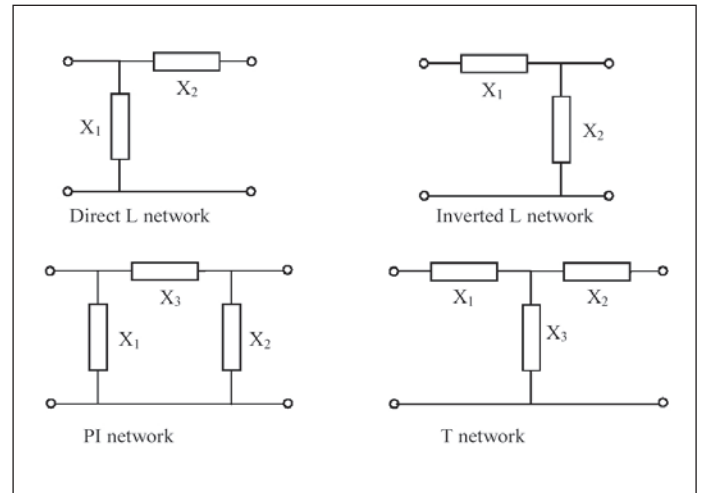 X₂
X₁
Direct L network
X₁
X₂
Inverted L network
X₃
X₁
X₂
PI network
X₁
X₂
X₃
T network